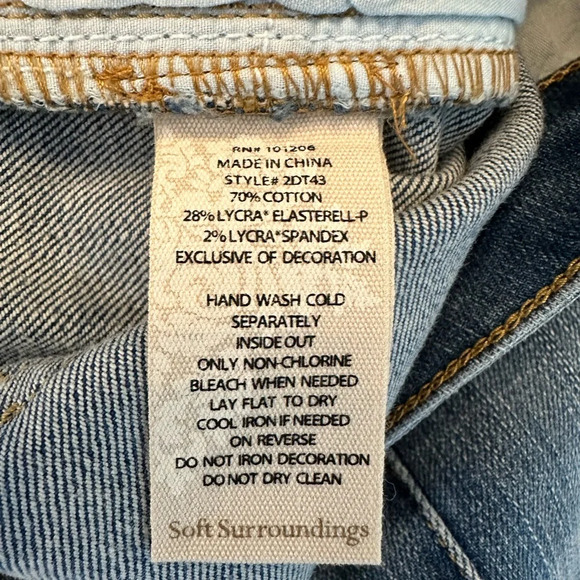 RN# 101206
MADE IN CHINA
STYLE# 2DT43
70% COTTON
28% LYCRA* ELASTERELL-P
2% LYCRA* SPANDEX
EXCLUSIVE OF DECORATION
HAND WASH COLD
SEPARATELY
INSIDE OUT
ONLY NON-CHLORINE
BLEACH WHEN NEEDED
LAY FLAT TO DRY
COOL IRON IF NEEDED
ON REVERSE
DO NOT IRON DECORATION
DO NOT DRY CLEAN
Soft Surroundings